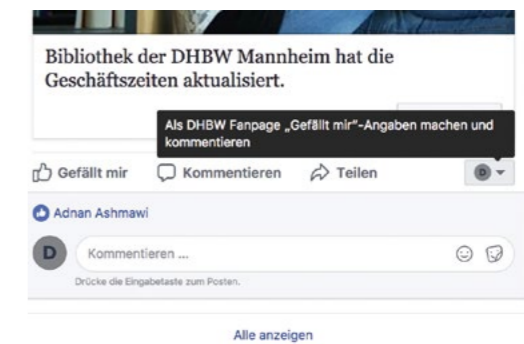 Bibliothek der DHBW Mannheim hat die
Geschäftszeiten aktualisiert.
Als DHBW Fanpage „Gefällt mir“-Angaben machen und
kommentieren
Gefällt mir Kommentieren Teilen D
Adnan Ashmawi
D Kommentieren ...
Drücke die Eingabetaste zum Posten.
Alle anzeigen